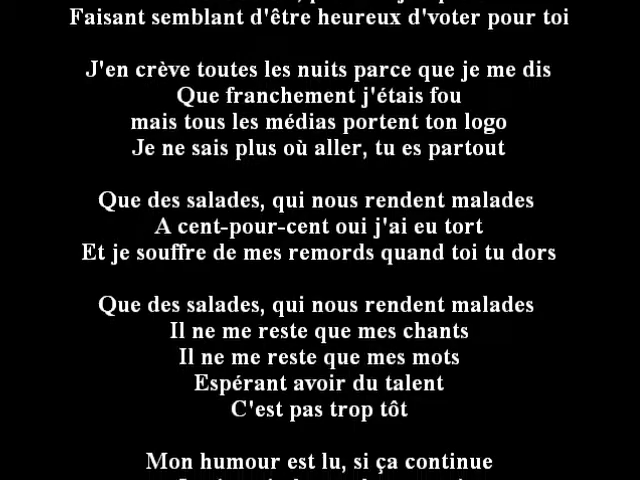 Faisant semblant d'être heureux d'voter pour toi
J'en crève toutes les nuits parce que je me dis
Que franchement j'étais fou
mais tous les médias portent ton logo
Je ne sais plus où aller, tu es partout
Que des salades, qui nous rendent malades
A cent-pour-cent oui j'ai eu tort
Et je souffre de mes remords quand toi tu dors
Que des salades, qui nous rendent malades
Il ne me reste que mes chants
Il ne me reste que mes mots
Espérant avoir du talent
C'est pas trop tôt
Mon humour est lu, si ça continue